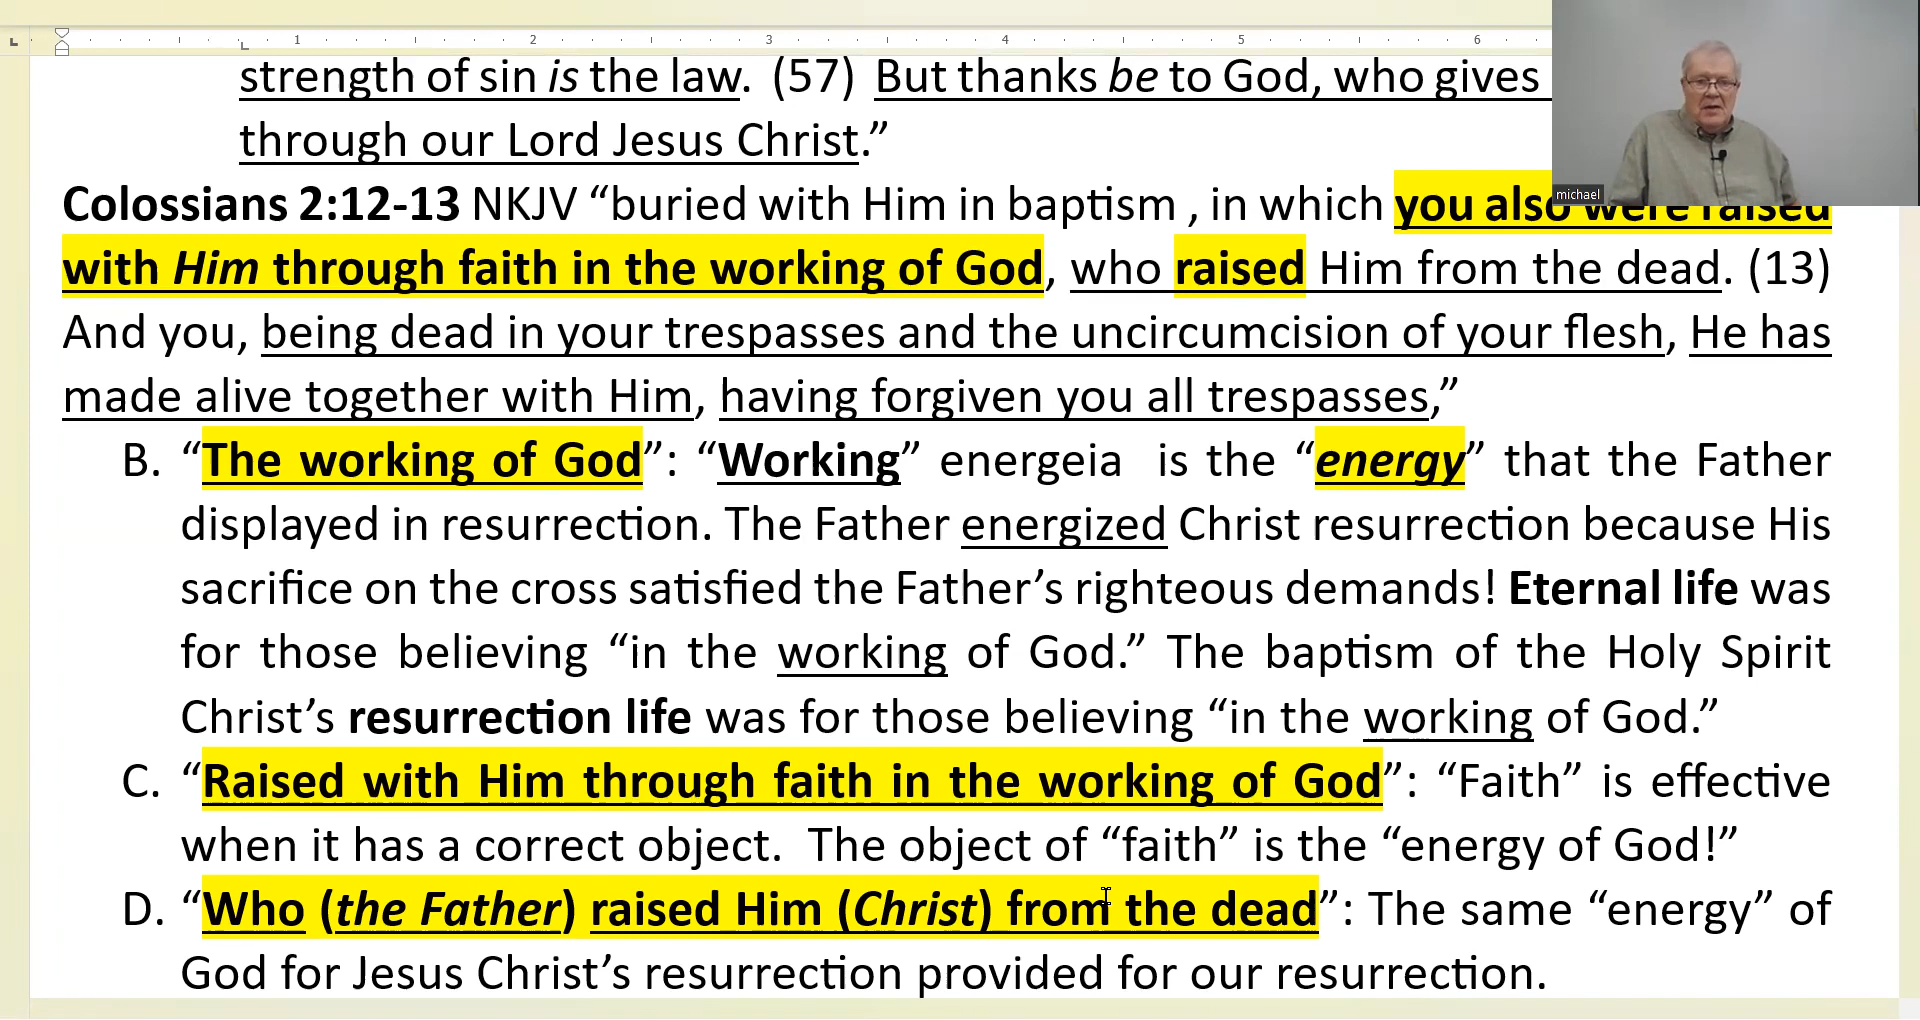 1 2 3 4 5 6
strength of sin is the law. (57) But thanks be to God, who gives
through our Lord Jesus Christ.”
michael
Colossians 2:12-13 NKJV “buried with Him in baptism , in which you also were raised
with Him through faith in the working of God, who raised Him from the dead. (13)
And you, being dead in your trespasses and the uncircumcision of your flesh, He has
made alive together with Him, having forgiven you all trespasses,”
B. “The working of God”: “Working” energeia is the “energy” that the Father
displayed in resurrection. The Father energized Christ resurrection because His
sacrifice on the cross satisfied the Father’s righteous demands! Eternal life was
for those believing “in the working of God.” The baptism of the Holy Spirit
Christ’s resurrection life was for those believing “in the working of God.”
C. “Raised with Him through faith in the working of God”: “Faith” is effective
when it has a correct object. The object of “faith” is the “energy of God!”
D. “Who (the Father) raised Him (Christ) from the dead”: The same “energy” of
God for Jesus Christ’s resurrection provided for our resurrection.